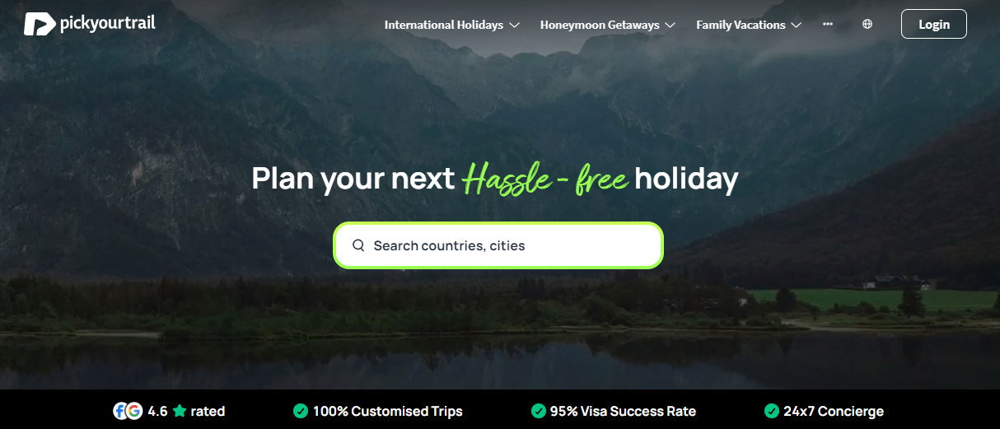 pickyourtrail
International Holidays
Honeymoon Getaways
Family Vacations
Login
Plan your next Hassle - free holiday
Search countries, cities
4.6 ★ rated
100% Customised Trips
95% Visa Success Rate
24x7 Concierge